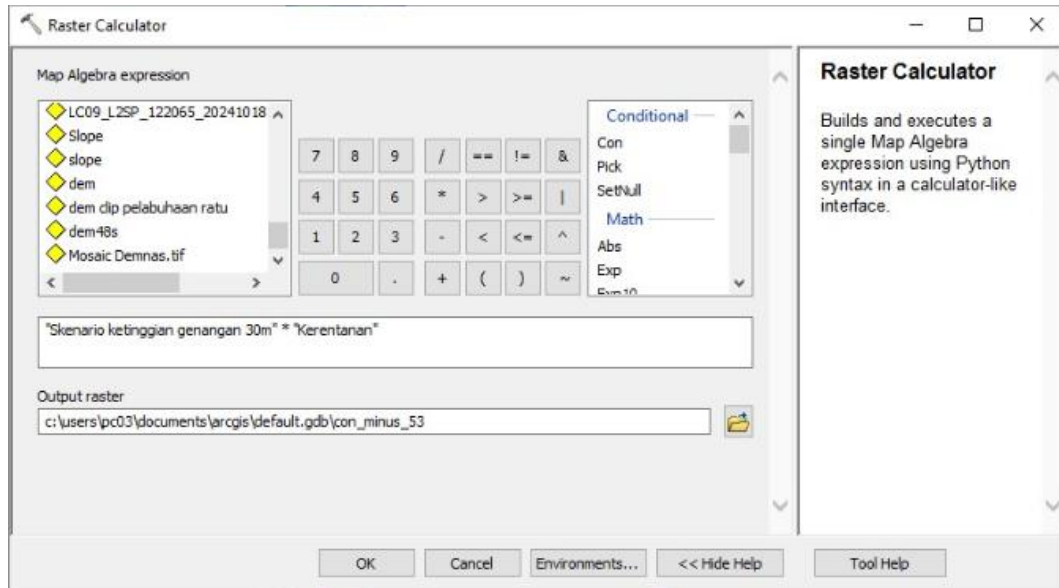 Raster Calculator
Map Algebra expression
LC09_L2SP_122065_20241018
Slope
slope
dem
dem clip pelabuhaan ratu
dem48s
Mosaic Demnas.tif
7 8 9 / == != &
4 5 6 * > >= |
1 2 3 - < <= ^
0 . + ( ) ~
Conditional
Con
Pick
SetNull
Math
Abs
Exp
Exp10
"Skenario ketinggian genangan 30m" * "Kerentanan"
Output raster
c:\users\pc03\documents\arcgis\default.gdb\con_minus_53
OK Cancel Environments... << Hide Help Tool Help
Raster Calculator
Builds and executes a
single Map Algebra
expression using Python
syntax in a calculator-like
interface.